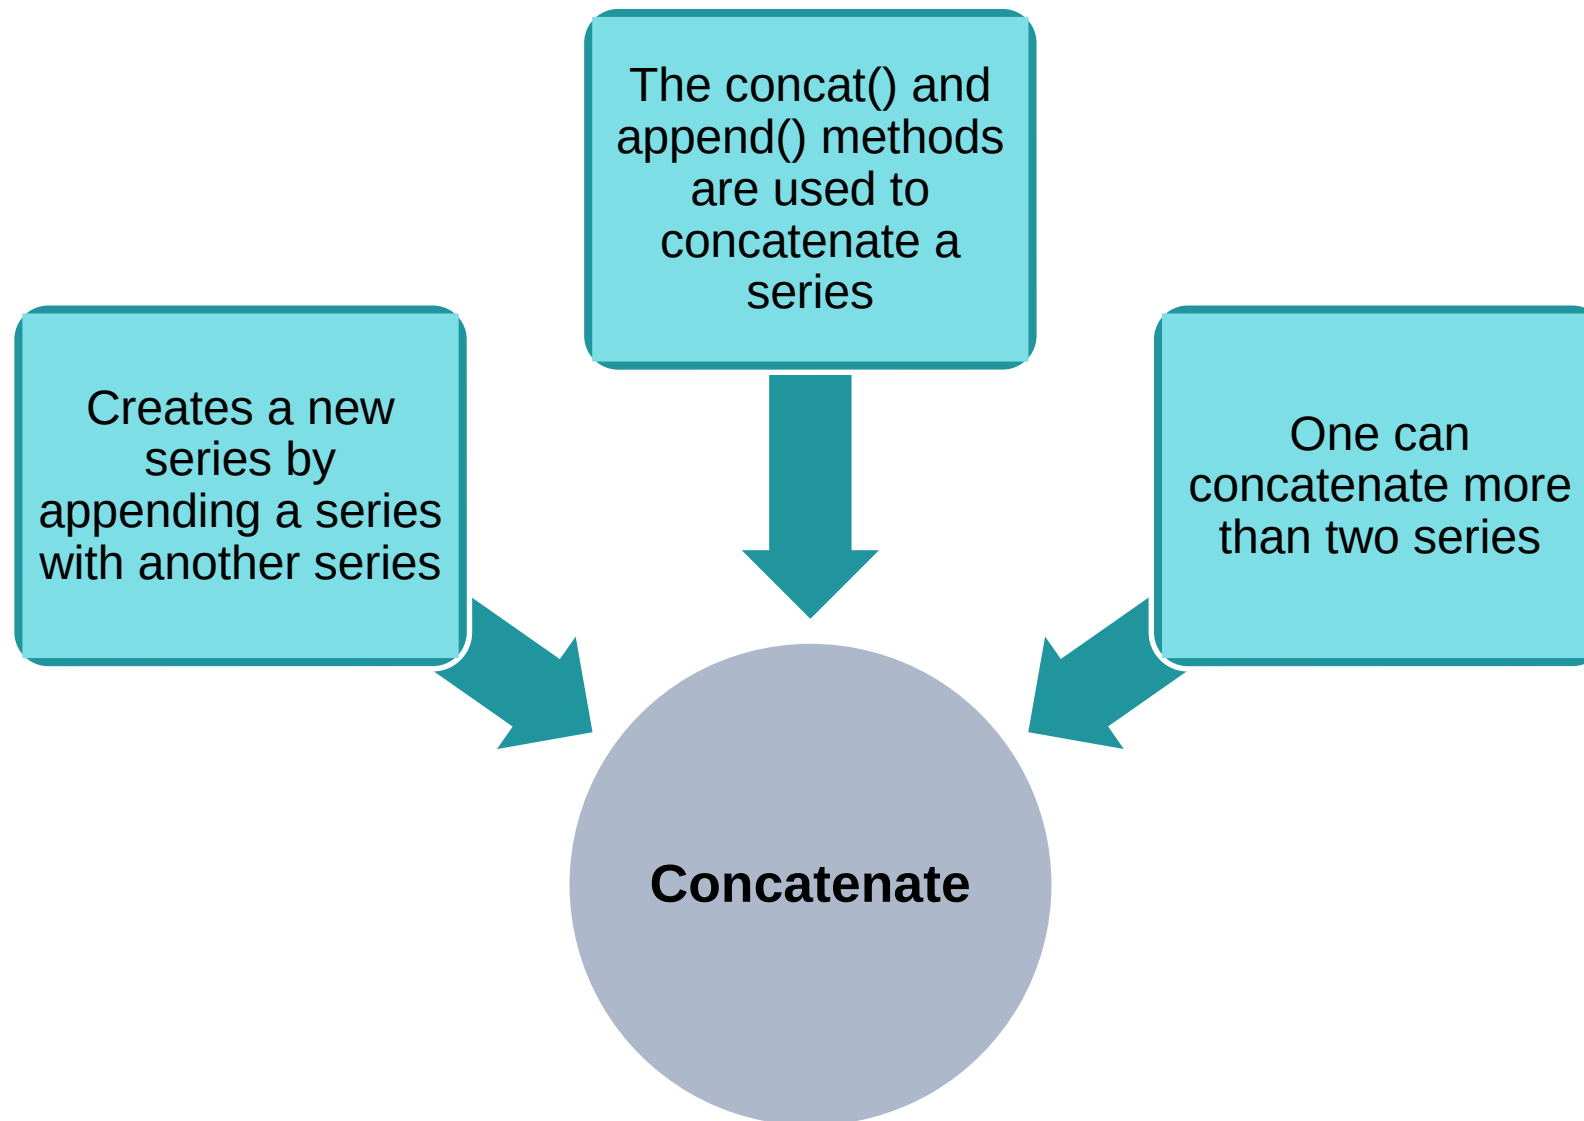 The concat() and
append() methods
are used to
concatenate a
series
Creates a new
series by
appending a series
with another series
One can
concatenate more
than two series
Concatenate